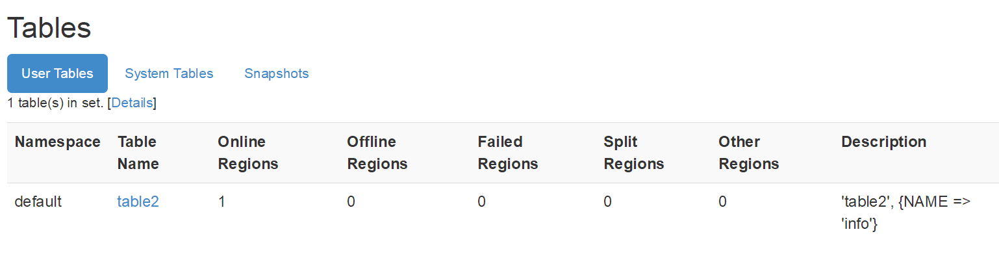 Tables
User Tables System Tables Snapshots
1 table(s) in set. [Details]
Namespace Table Name Online Regions Offline Regions Failed Regions Split Regions Other Regions Description
default table2 1 0 0 0 0 'table2', {NAME =>
'info'}